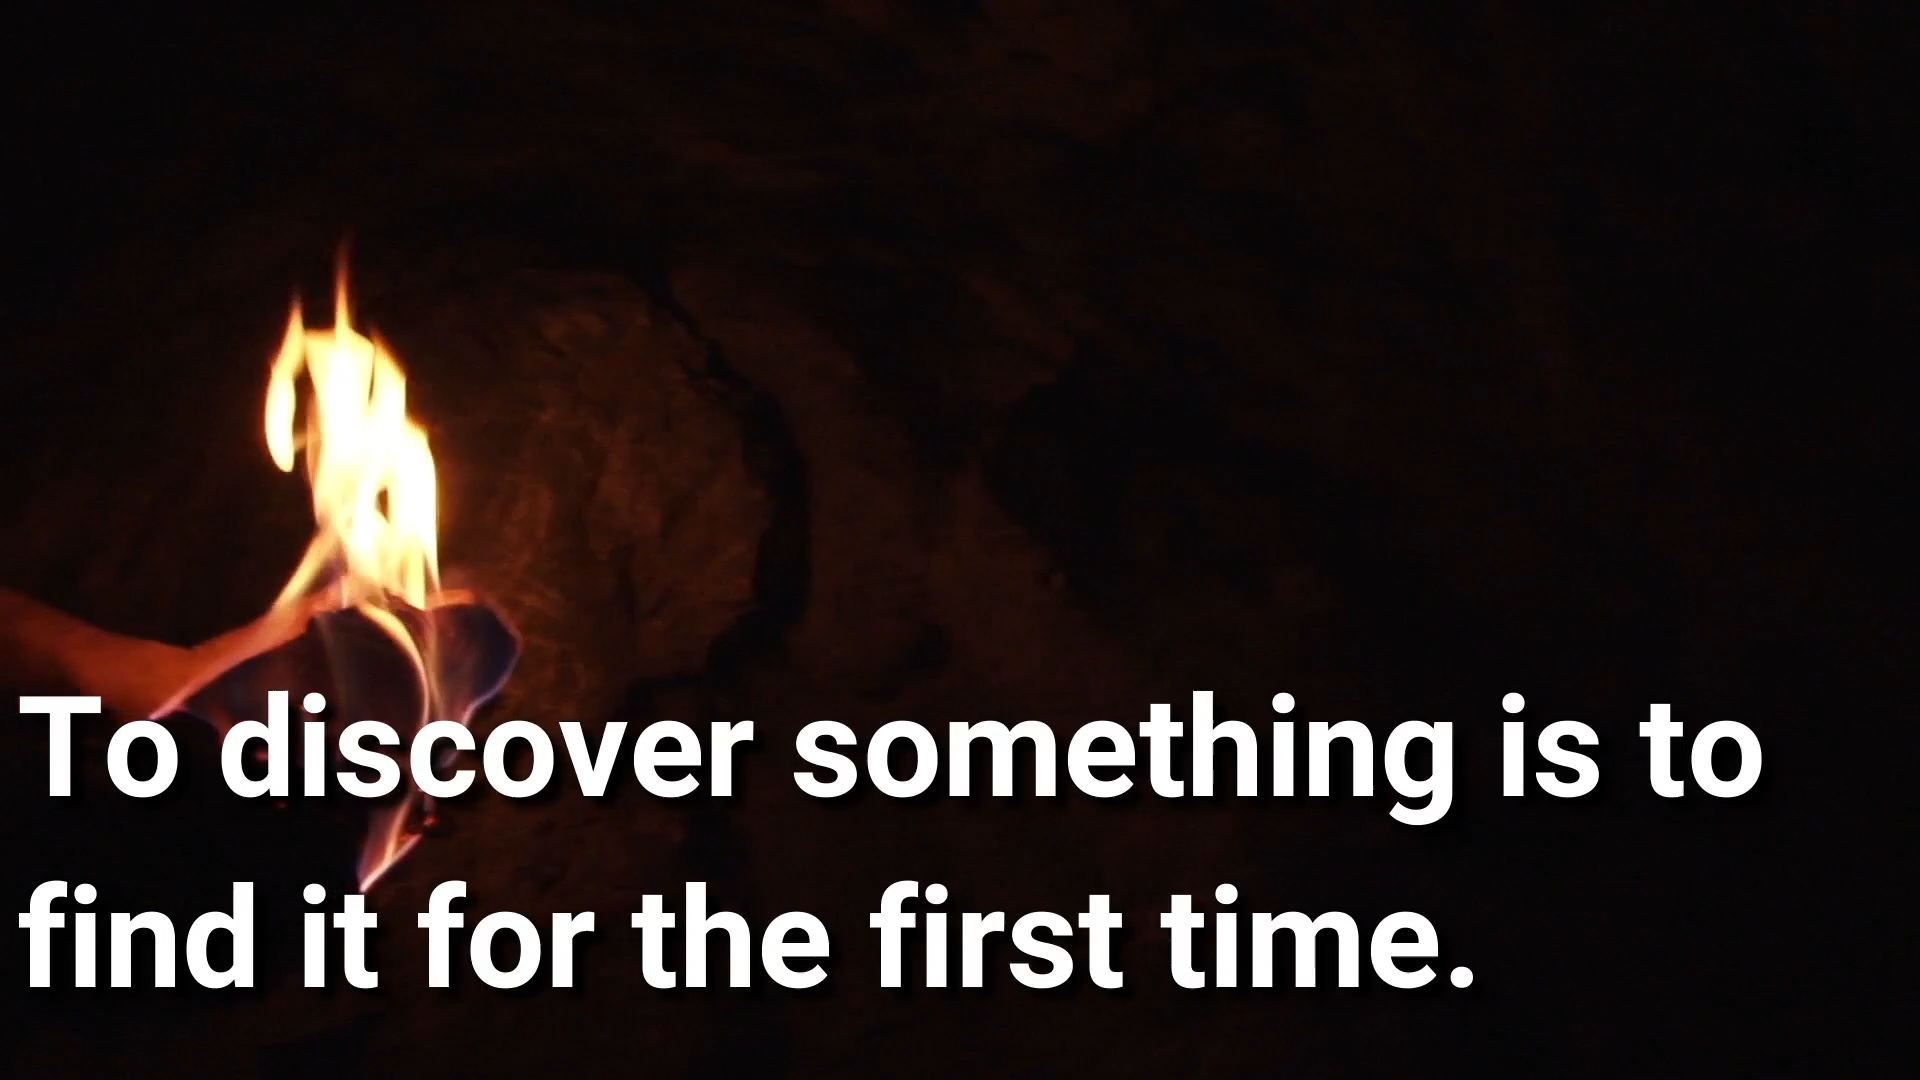 To discover something is to
find it for the first time.